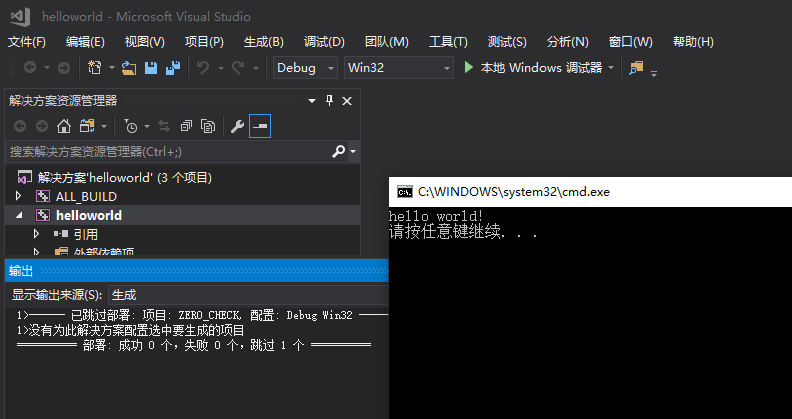 helloworld - Microsoft Visual Studio
文件(F) 编辑(E) 视图(V) 项目(P) 生成(B) 调试(D) 团队(M) 工具(T) 测试(S) 分析(N) 窗口(W) 帮助(H)
Debug Win32 本地 Windows 调试器
解决方案资源管理器
搜索解决方案资源管理器(Ctrl+;)
解决方案'helloworld' (3 个项目)
ALL_BUILD
helloworld
引用
外部依赖项
C:\WINDOWS\system32\cmd.exe
hello world!
请按任意键继续. . .
输出
显示输出来源(S): 生成
1>------ 已跳过部署: 项目: ZERO_CHECK, 配置: Debug Win32 ------
1>没有为此解决方案配置选中要生成的项目
========== 部署: 成功 0 个，失败 0 个，跳过 1 个 ==========